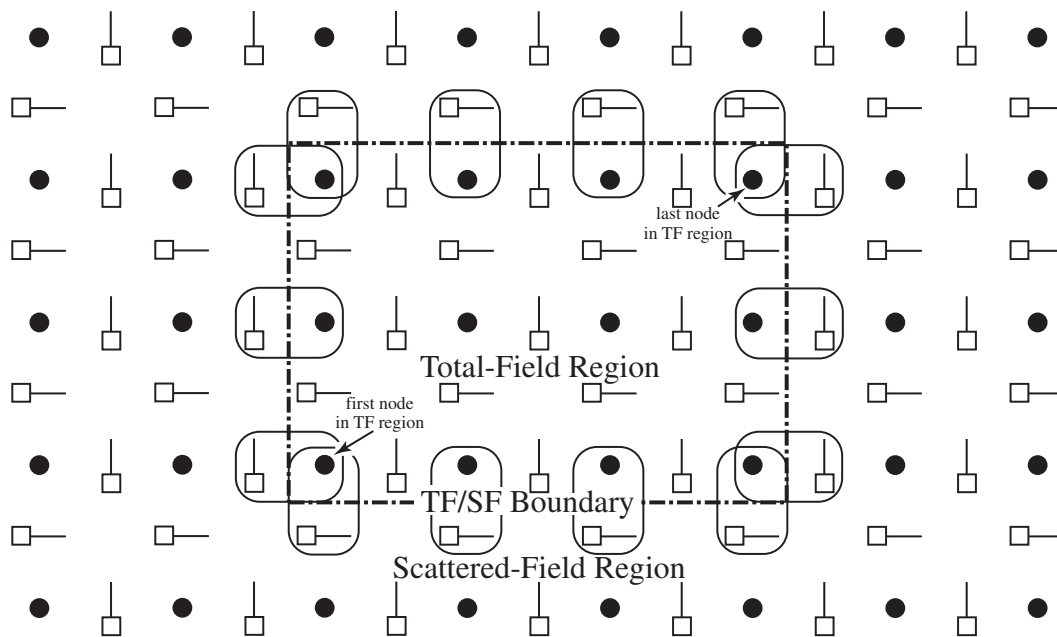 last node
in TF region
Total-Field Region
first node
in TF region
TF/SF Boundary
Scattered-Field Region